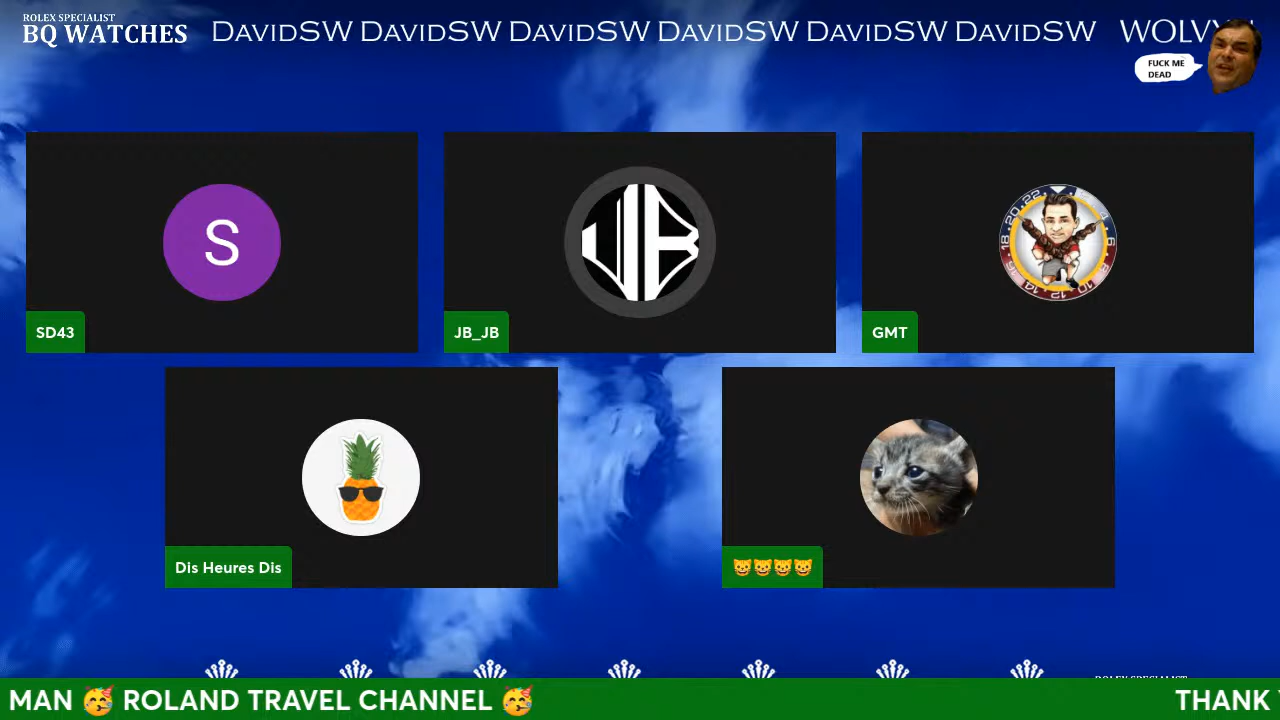 ROLEX SPECIALIST
BQ WATCHES
DAVIDSW DAVIDSW DAVIDSW DAVIDSW DAVIDSW DAVIDSW
FUCK ME
DEAD
S
JB
SD43
JB_JB
GMT
Dis Heures Dis
😺😺😺😺
MAN 🥳 ROLAND TRAVEL CHANNEL 🥳
THANK